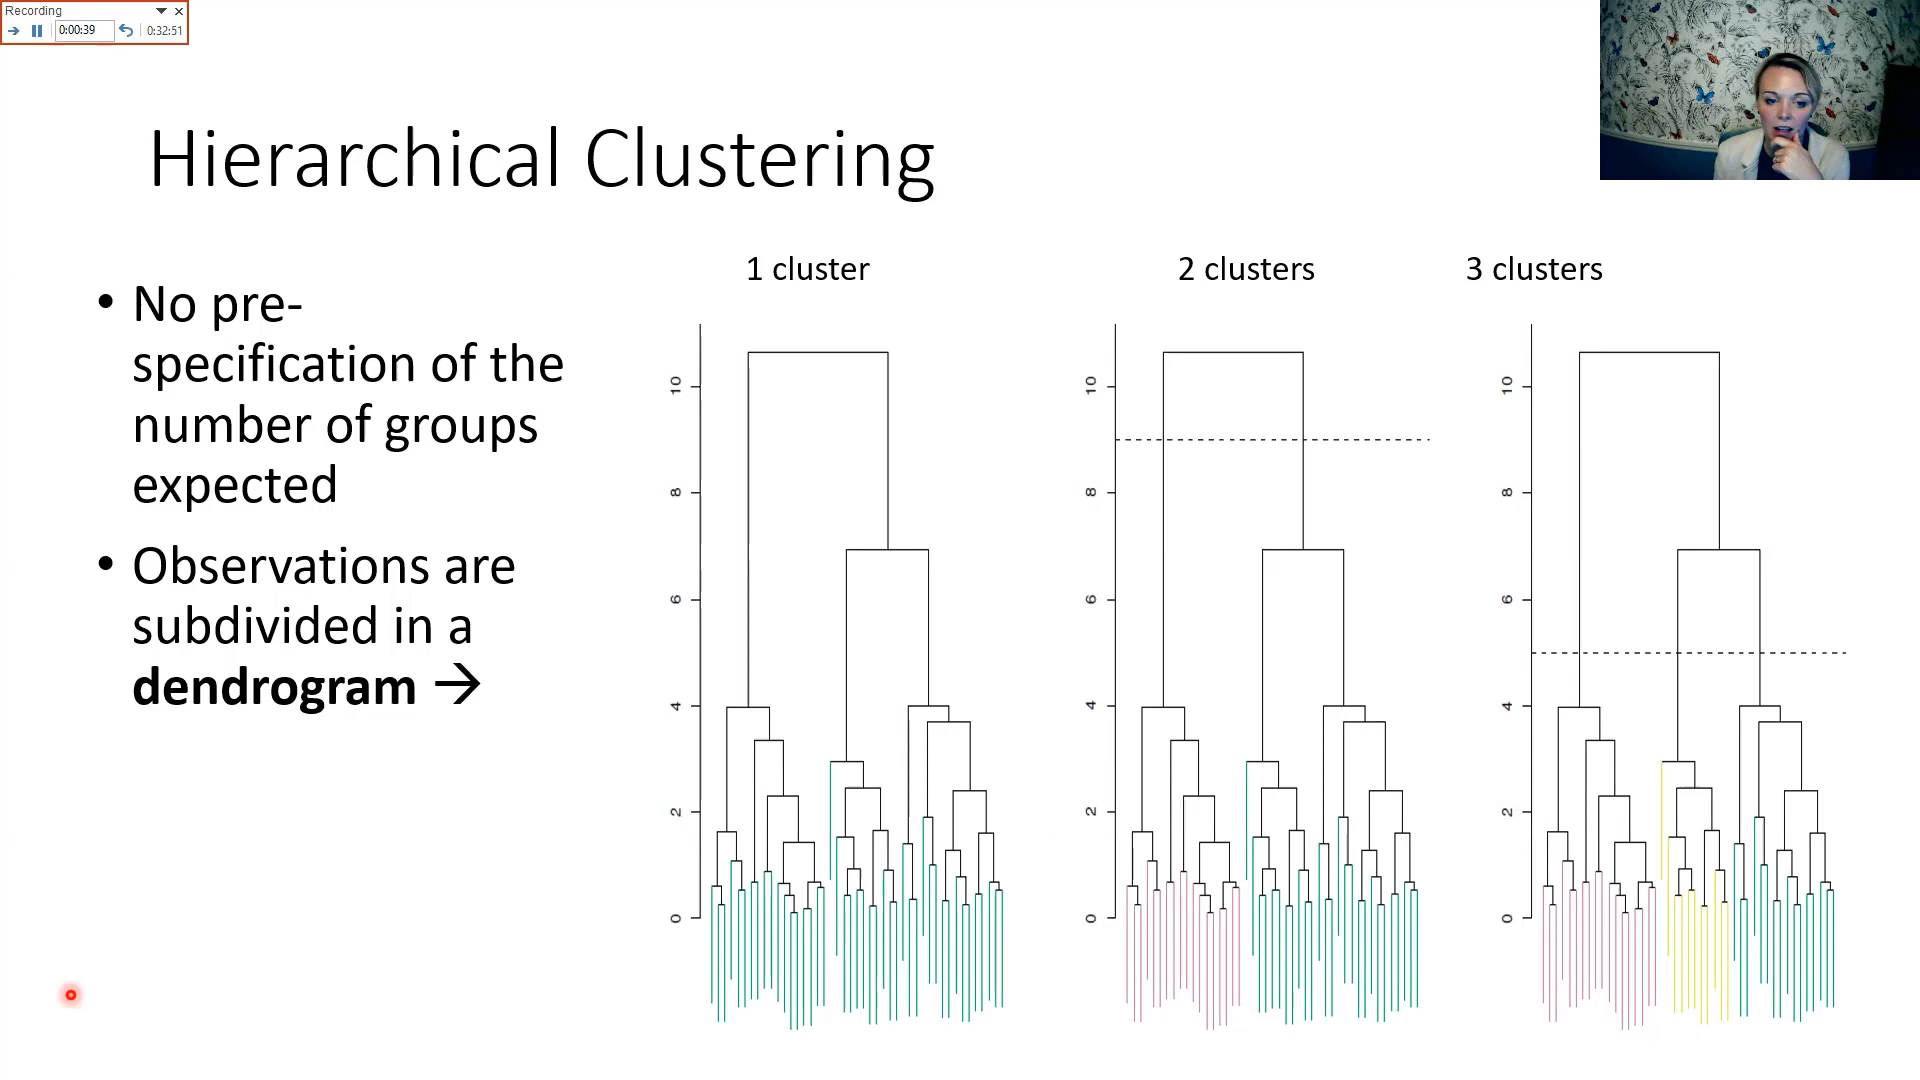 Recording
0:00:39
0:32:51
Hierarchical Clustering
• No pre-
specification of the
number of groups
expected
• Observations are
subdivided in a
dendrogram →
1 cluster
2 clusters
3 clusters
10
8
6
4
2
0
10
8
6
4
2
0
10
8
6
4
2
0